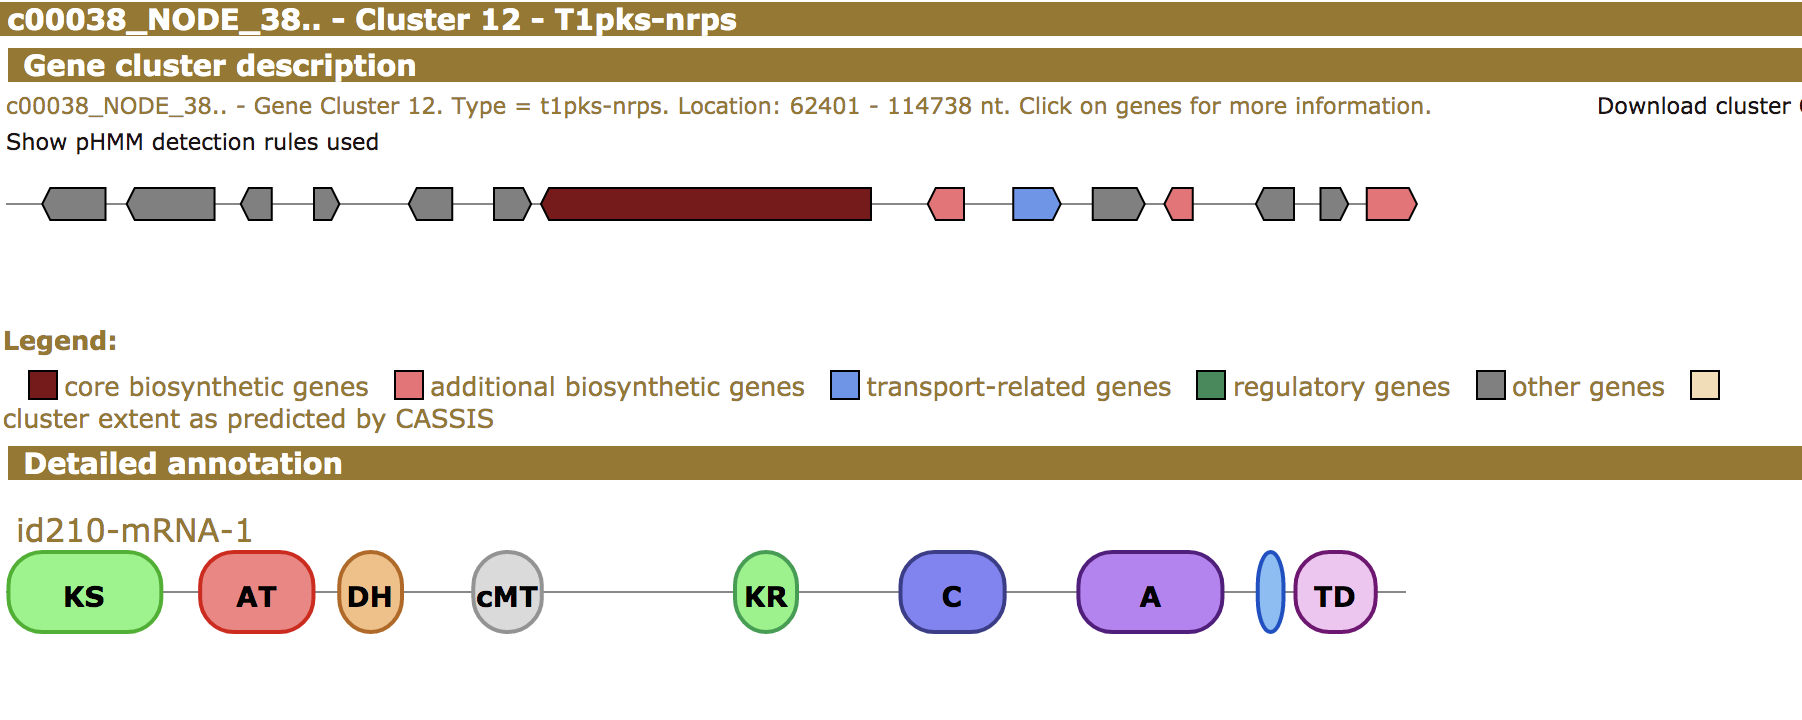 c00038_NODE_38.. - Cluster 12 - T1pks-nrps
Gene cluster description
c00038_NODE_38.. - Gene Cluster 12. Type = t1pks-nrps. Location: 62401 - 114738 nt. Click on genes for more information. Download cluster
Show pHMM detection rules used
Legend:
core biosynthetic genes additional biosynthetic genes transport-related genes regulatory genes other genes
cluster extent as predicted by CASSIS
Detailed annotation
id210-mRNA-1
KS AT DH cMT KR C A TD